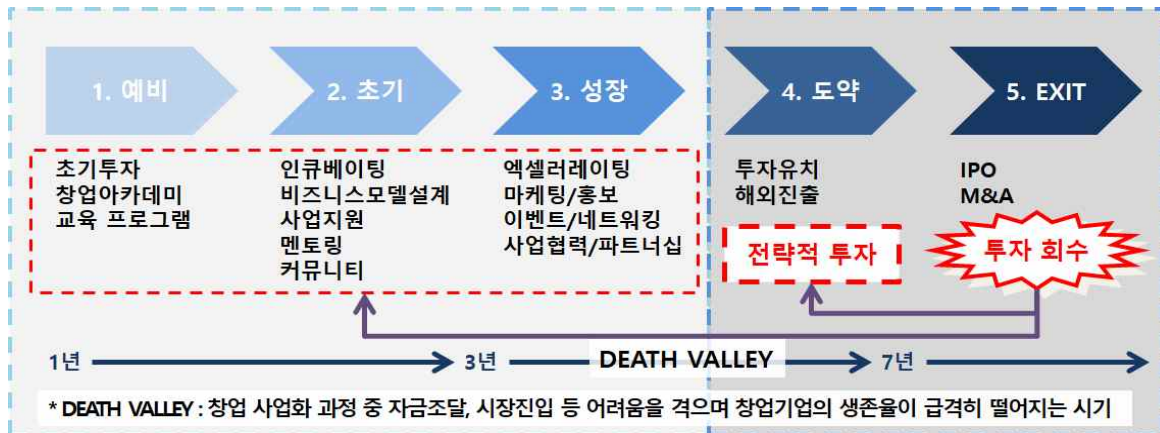 1. 예비
2. 초기
3. 성장
4. 도약
5. EXIT
초기투자
창업아카데미
교육 프로그램
인큐베이팅
비즈니스모델설계
사업지원
멘토링
커뮤니티
엑셀러레이팅
마케팅/홍보
이벤트/네트워킹
사업협력/파트너십
투자유치
해외진출
전략적 투자
IPO
M&A
투자 회수
1년
3년
DEATH VALLEY
7년
* DEATH VALLEY : 창업 사업화 과정 중 자금조달, 시장진입 등 어려움을 격으며 창업기업의 생존율이 급격히 떨어지는 시기